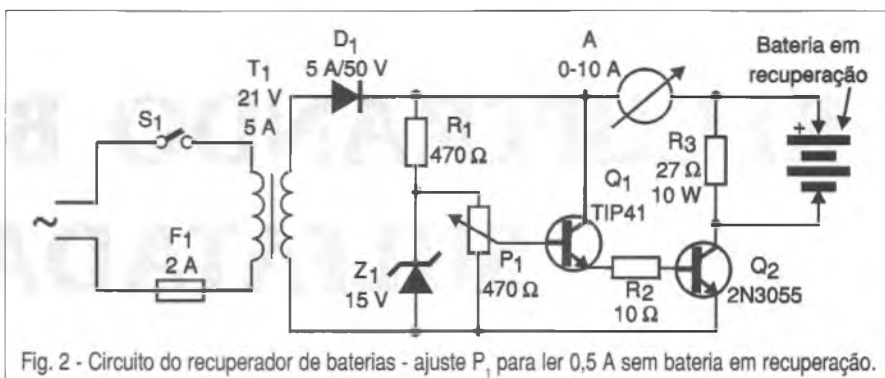 D₁
5 A/50 V
A
0-10 A
Bateria em
recuperação
T₁
21 V
5 A
S₁
R₁
470 Ω
R₃
27 Ω
10 W
+
Q₁
TIP41
~
F₁
2 A
Z₁
15 V
P₁
470 Ω
R₂
10 Ω
Q₂
2N3055
Fig. 2 - Circuito do recuperador de baterias - ajuste P₁ para ler 0,5 A sem bateria em recuperação.